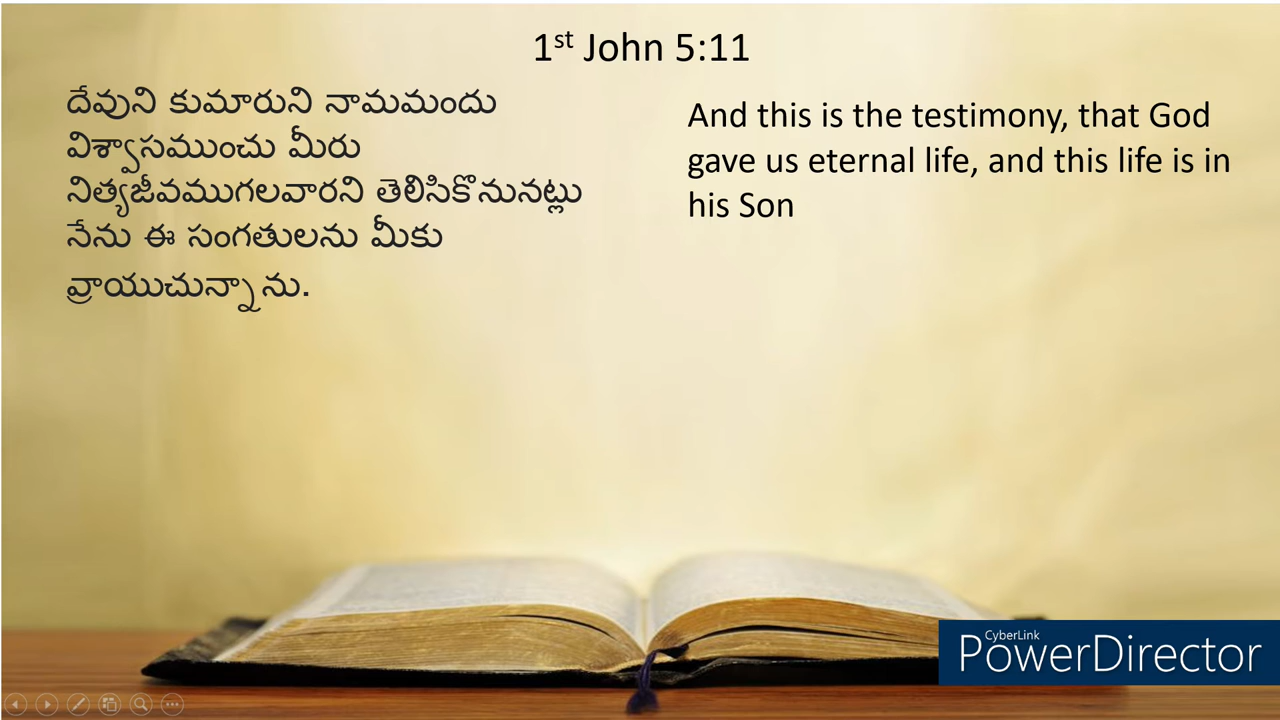 1st John 5:11
దేవుని కుమారుని నామమందు
విశ్వాసముంచు మీరు
నిత్యజీవముగలవారని తెలిసికొనునట్లు
నేను ఈ సంగతులను మీకు
వ్రాయుచున్నాను.
And this is the testimony, that God
gave us eternal life, and this life is in
his Son
CyberLink
PowerDirector